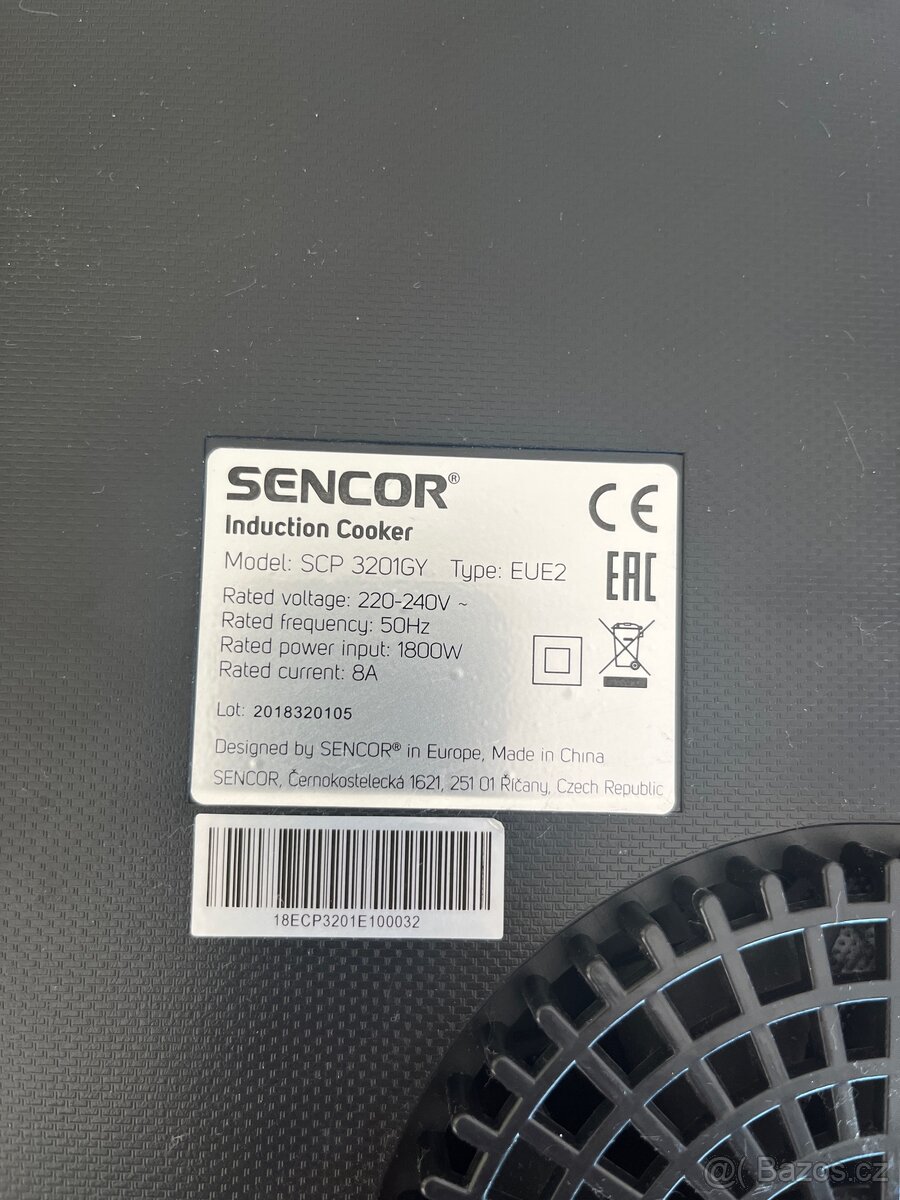 SENCOR®
Induction Cooker
Model: SCP 3201GY Type: EUE2
Rated voltage: 220-240V ~
Rated frequency: 50Hz
Rated power input: 1800W
Rated current: 8A
Lot: 2018320105
Designed by SENCOR® in Europe, Made in China
SENCOR, Černokostelecká 1621, 251 01 Říčany, Czech Republic
CE
EAC
18ECP3201E100032
@( Bazos.cz